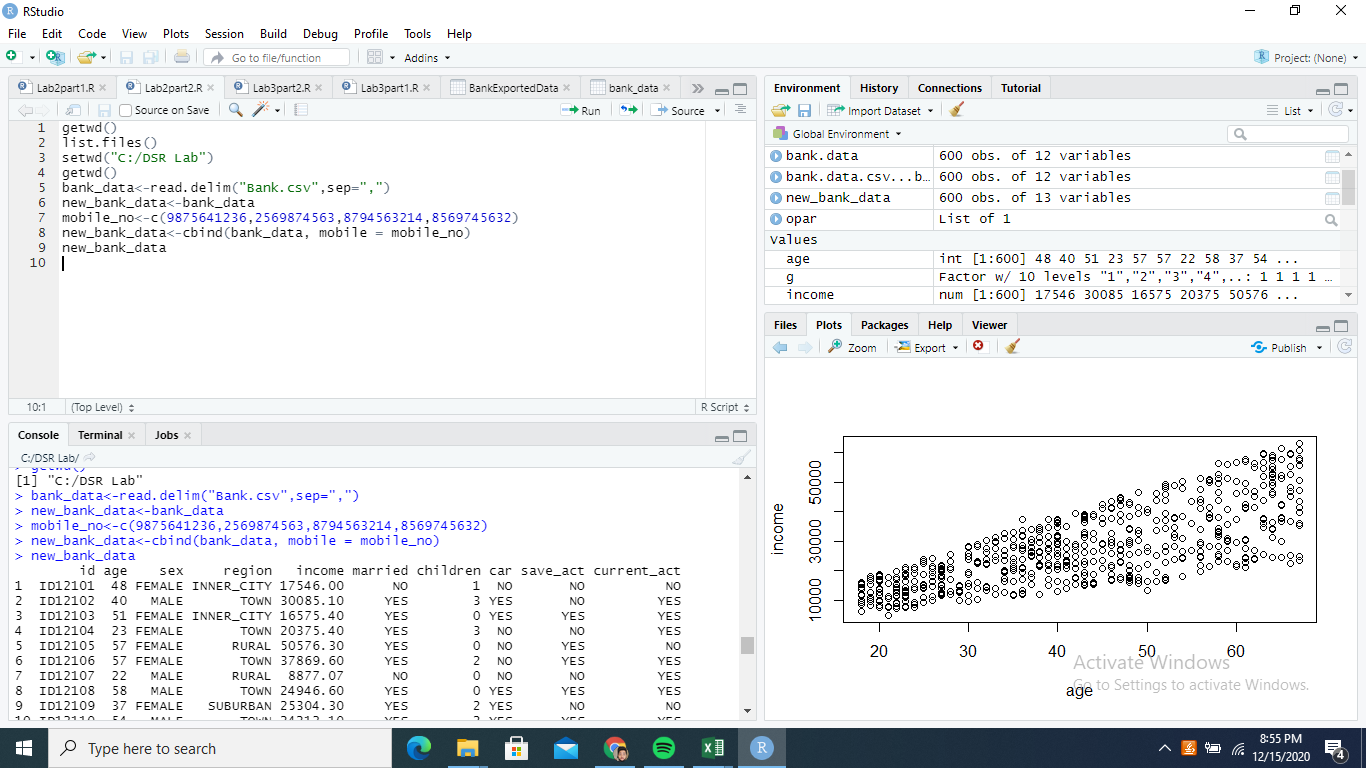 RStudio
File Edit Code View Plots Session Build Debug Profile Tools Help
Go to file/function Addins Project: (None)
Lab2part1.R Lab2part2.R Lab3part2.R Lab3part1.R BankExportedData bank_data
Source on Save Run Source
1 getwd()
2 list.files()
3 setwd("C:/DSR Lab")
4 getwd()
5 bank_data<-read.delim("Bank.csv",sep=",")
6 new_bank_data<-bank_data
7 mobile_no<-c(9875641236,2569874563,8794563214,8569745632)
8 new_bank_data<-cbind(bank_data, mobile = mobile_no)
9 new_bank_data
10
10:1 (Top Level) R Script
Console Terminal Jobs
C:/DSR Lab/
> getwd()
[1] "C:/DSR Lab"
> bank_data<-read.delim("Bank.csv",sep=",")
> new_bank_data<-bank_data
> mobile_no<-c(9875641236,2569874563,8794563214,8569745632)
> new_bank_data<-cbind(bank_data, mobile = mobile_no)
> new_bank_data
id age sex region income married children car save_act current_act
1 ID12101 48 FEMALE INNER_CITY 17546.00 NO 1 NO NO NO
2 ID12102 40 MALE TOWN 30085.10 YES 3 YES NO YES
3 ID12103 51 FEMALE INNER_CITY 16575.40 YES 0 YES YES YES
4 ID12104 23 FEMALE TOWN 20375.40 YES 3 NO NO YES
5 ID12105 57 FEMALE RURAL 50576.30 YES 0 NO YES NO
6 ID12106 57 FEMALE TOWN 37869.60 YES 2 NO YES YES
7 ID12107 22 MALE RURAL 8877.07 NO 0 NO NO YES
8 ID12108 58 MALE TOWN 24946.60 YES 0 YES YES YES
9 ID12109 37 FEMALE SUBURBAN 25304.30 YES 2 YES NO NO
10 ID12110 54 MALE TOWN 24212.10 YES 2 YES YES YES
Environment History Connections Tutorial
Import Dataset List
Global Environment
bank.data 600 obs. of 12 variables
bank.data.csv...b… 600 obs. of 12 variables
new_bank_data 600 obs. of 13 variables
opar List of 1
Values
age int [1:600] 48 40 51 23 57 57 22 58 37 54 ...
g Factor w/ 10 levels "1","2","3","4",..: 1 1 1 1 …
income num [1:600] 17546 30085 16575 20375 50576 ...
Files Plots Packages Help Viewer
Zoom Export Publish
income
10000 30000 50000
20 30 40 50 60
age
Activate Windows
Go to Settings to activate Windows.
Type here to search
8:55 PM
12/15/2020
4